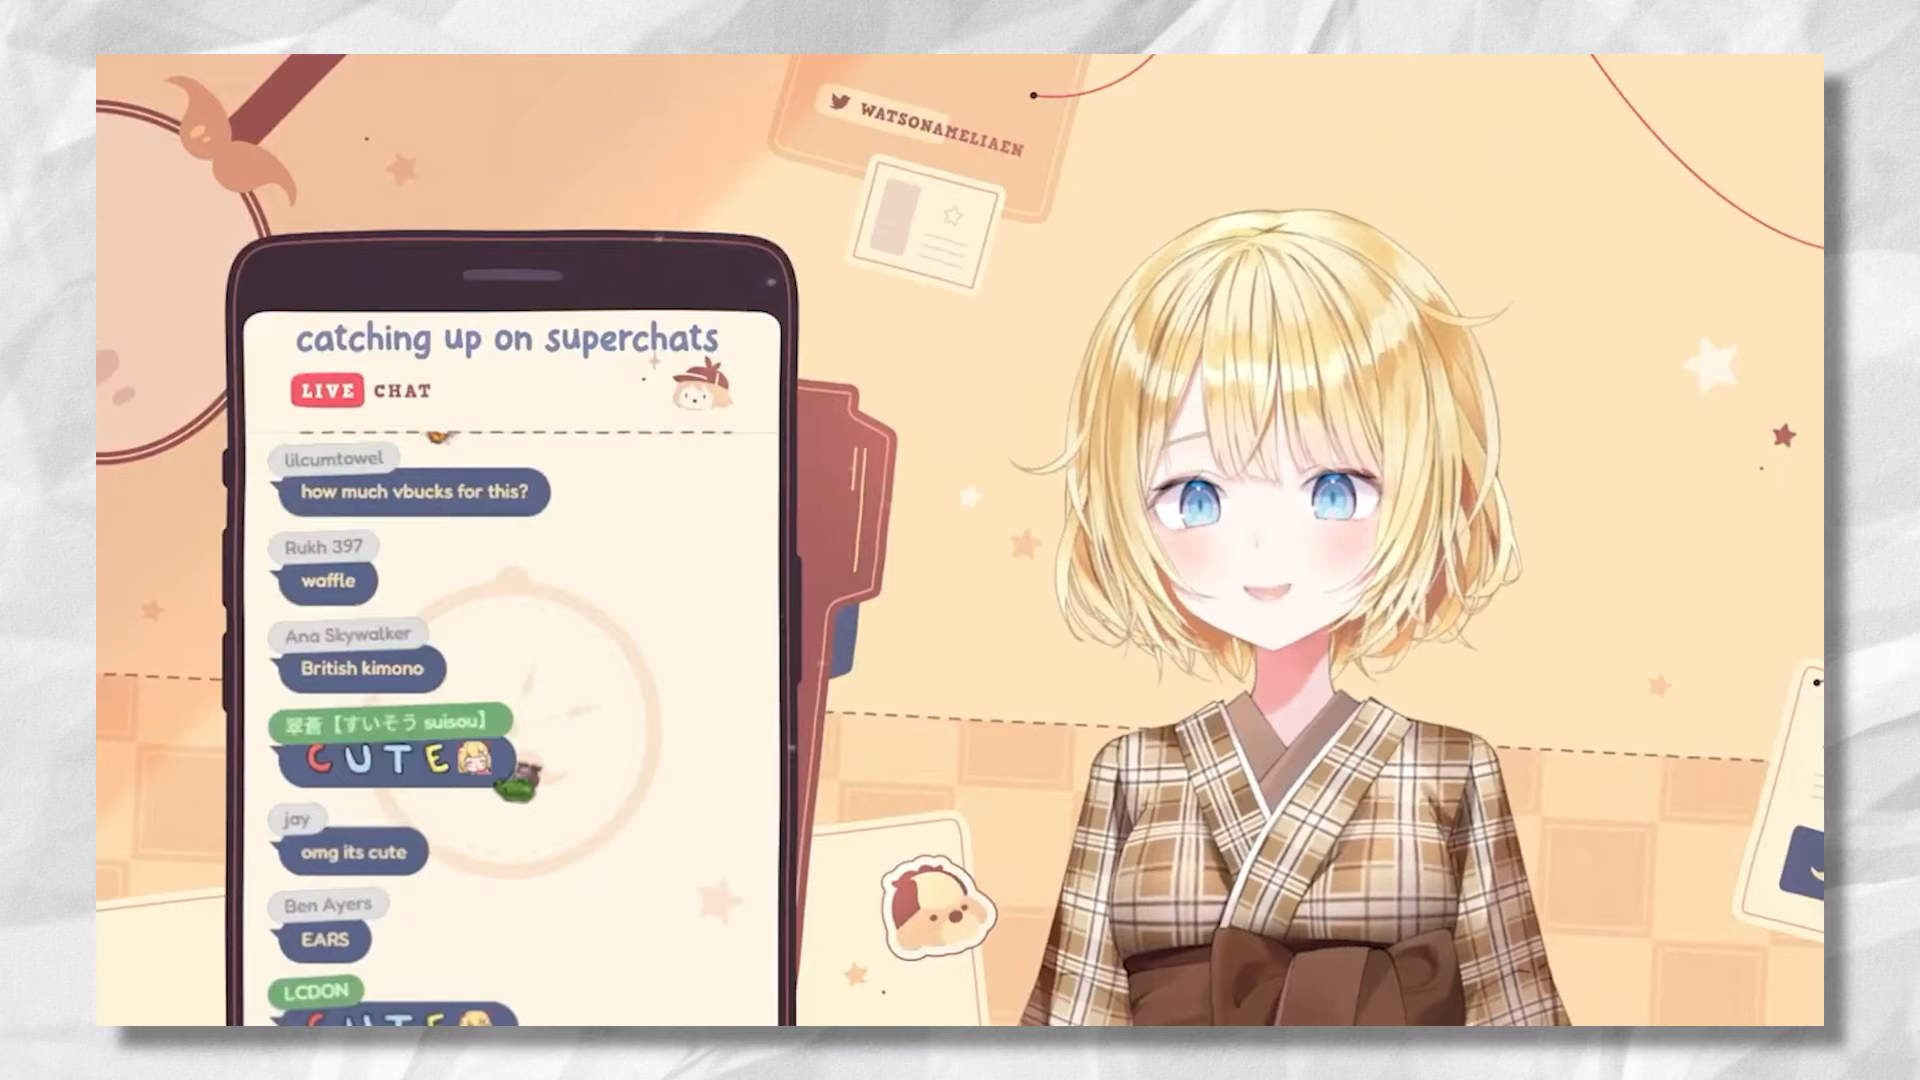 WATSONAMELIAEN
catching up on superchats
LIVE CHAT
lilcumtowel
how much vbucks for this?
Rukh 397
waffle
Ana Skywalker
British kimono
翠蒼【すいそう suisou】
CUTE
jay
omg its cute
Ben Ayers
EARS
LCDON
CUTE